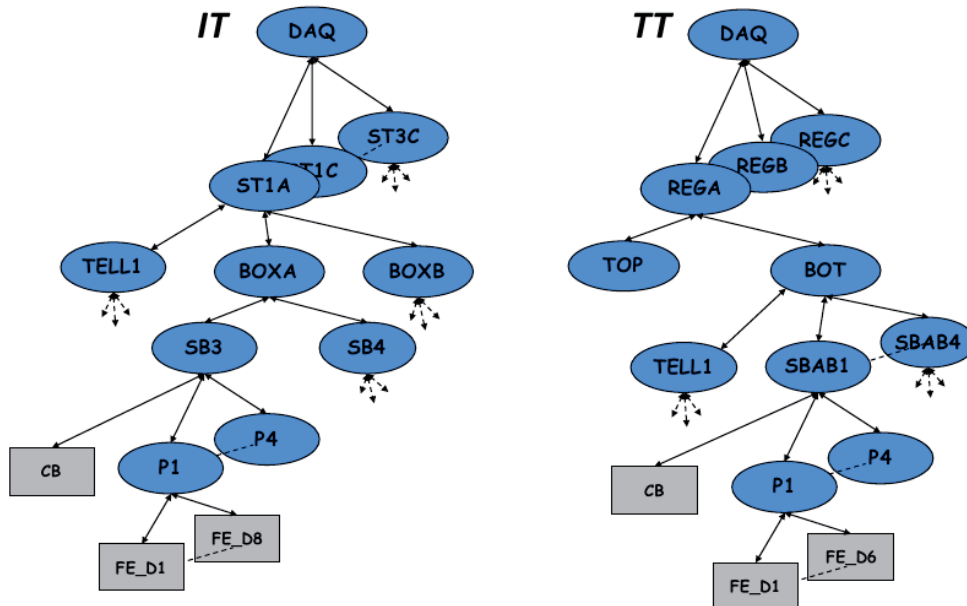 IT
DAQ
ST3C
ST1C
ST1A
TELL1
BOXA
BOXB
SB3
SB4
P4
CB
P1
FE_D8
FE_D1
TT
DAQ
REGC
REGB
REGA
TOP
BOT
SBAB4
TELL1
SBAB1
P4
CB
P1
FE_D6
FE_D1